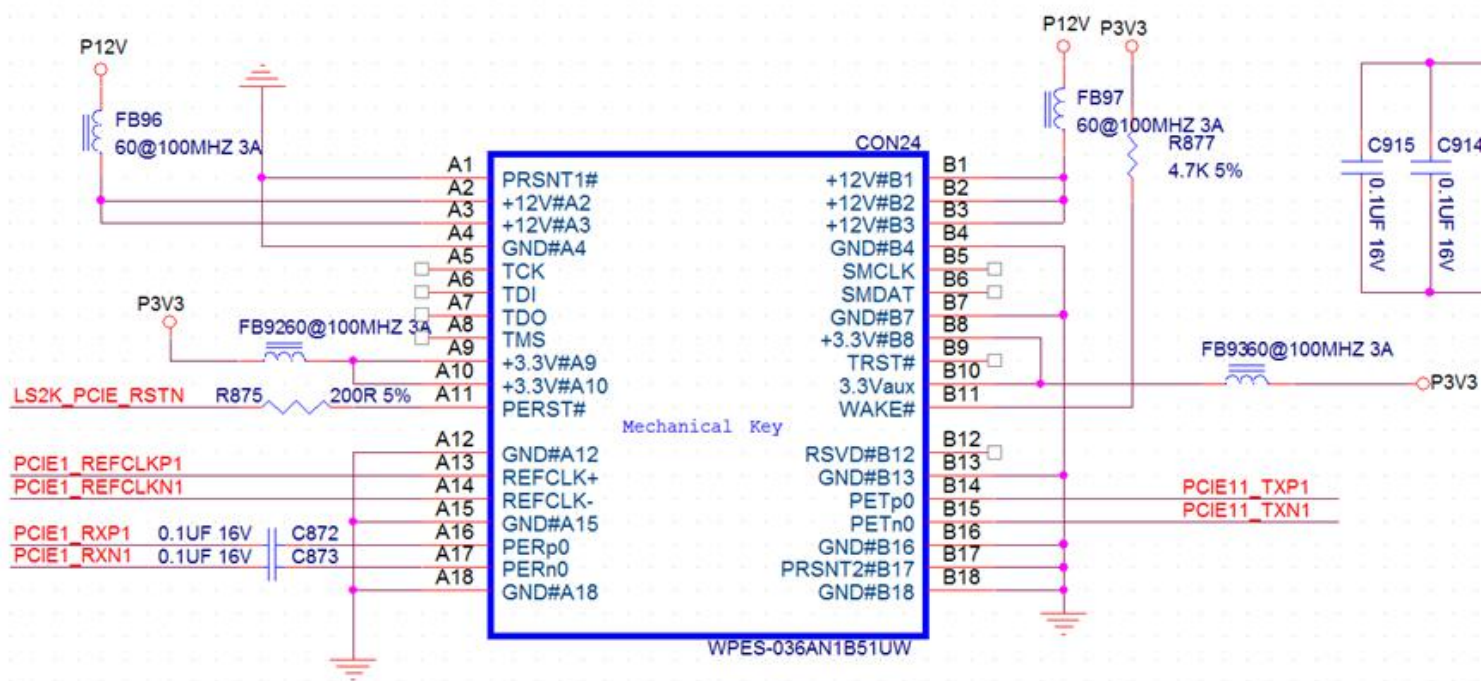 P12V
FB96
60@100MHZ 3A
P3V3
FB9260@100MHZ 3A
LS2K_PCIE_RSTN
R875
200R 5%
PCIE1_REFCLKP1
PCIE1_REFCLKN1
PCIE1_RXP1
0.1UF 16V
C872
PCIE1_RXN1
0.1UF 16V
C873
A1
A2
A3
A4
A5
A6
A7
A8
A9
A10
A11
A12
A13
A14
A15
A16
A17
A18
CON24
PRSNT1#
+12V#A2
+12V#A3
GND#A4
TCK
TDI
TDO
TMS
+3.3V#A9
+3.3V#A10
PERST#
Mechanical Key
GND#A12
REFCLK+
REFCLK-
GND#A15
PERp0
PERn0
GND#A18
+12V#B1
+12V#B2
+12V#B3
GND#B4
SMCLK
SMDAT
GND#B7
+3.3V#B8
TRST#
3.3Vaux
WAKE#
RSVD#B12
GND#B13
PETp0
PETn0
GND#B16
PRSNT2#B17
GND#B18
WPES-036AN1B51UW
B1
B2
B3
B4
B5
B6
B7
B8
B9
B10
B11
B12
B13
B14
B15
B16
B17
B18
P12V
P3V3
FB97
60@100MHZ 3A
R877
4.7K 5%
C915
0.1UF 16V
C914
0.1UF 16V
FB9360@100MHZ 3A
P3V3
PCIE11_TXP1
PCIE11_TXN1